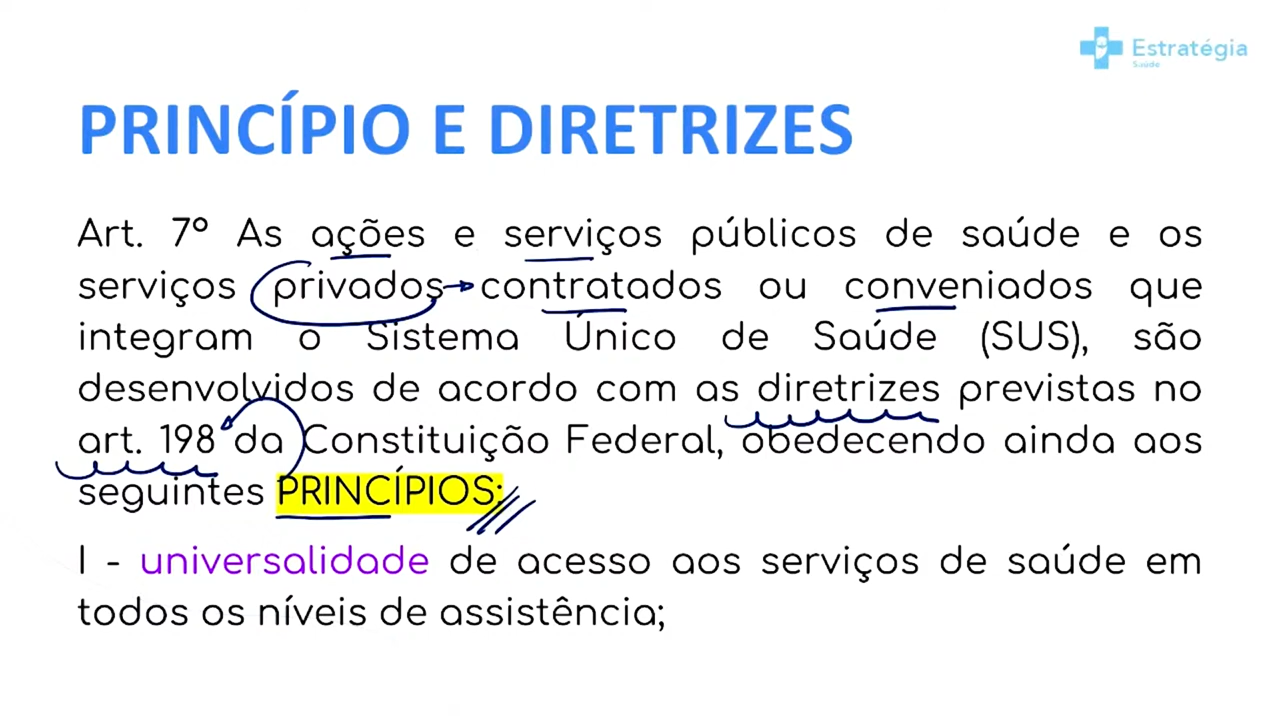 Estratégia
Saúde
PRINCÍPIO E DIRETRIZES
Art. 7º As ações e serviços públicos de saúde e os
serviços privados contratados ou conveniados que
integram o Sistema Único de Saúde (SUS), são
desenvolvidos de acordo com as diretrizes previstas no
art. 198 da Constituição Federal, obedecendo ainda aos
seguintes PRINCÍPIOS:
I - universalidade de acesso aos serviços de saúde em
todos os níveis de assistência;